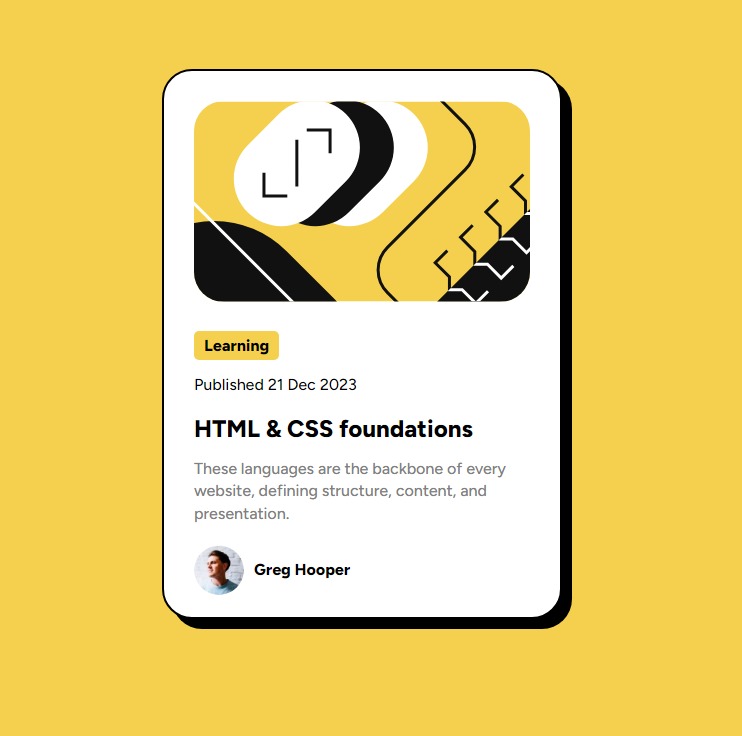 Learning
Published 21 Dec 2023
HTML & CSS foundations
These languages are the backbone of every
website, defining structure, content, and
presentation.
Greg Hooper